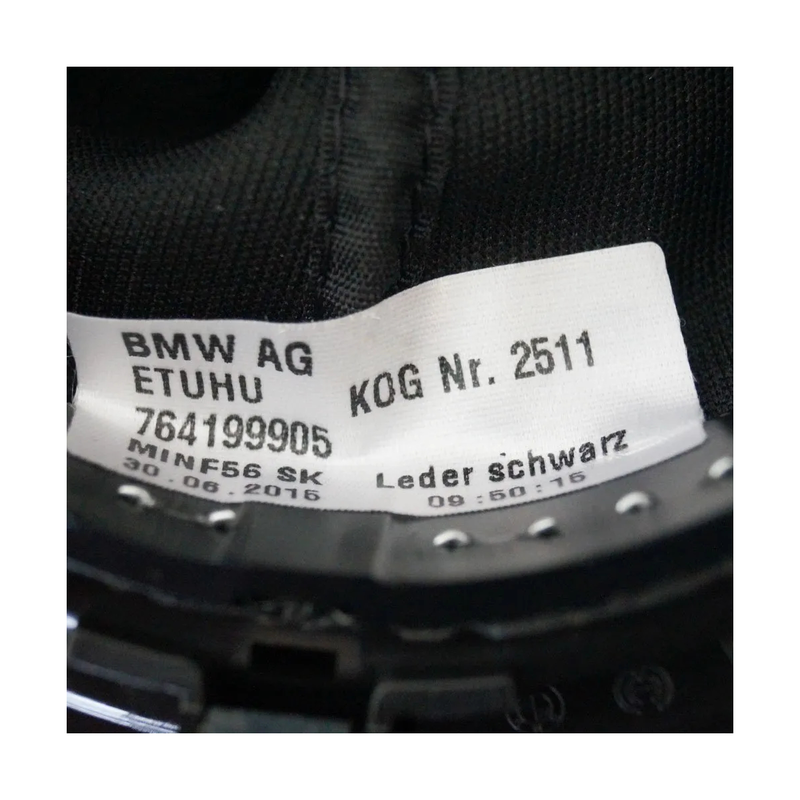 BMW AG
ETUHU
764199905
MINF56 SK
30.06.2015
KOG Nr. 2511
Leder schwarz
09:50:15